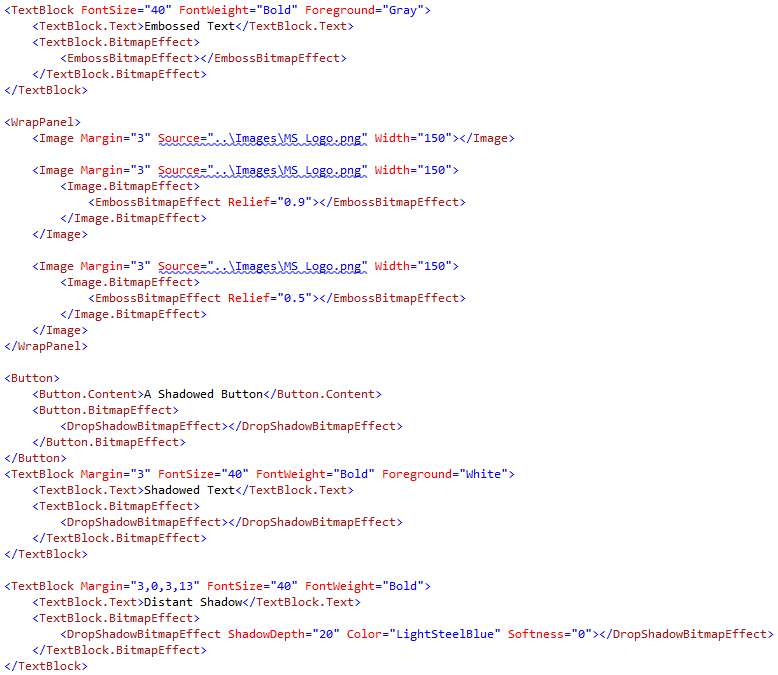 <TextBlock FontSize="40" FontWeight="Bold" Foreground="Gray">
    <TextBlock.Text>Embossed Text</TextBlock.Text>
    <TextBlock.BitmapEffect>
        <EmbossBitmapEffect></EmbossBitmapEffect>
    </TextBlock.BitmapEffect>
</TextBlock>

<WrapPanel>
    <Image Margin="3" Source="..\Images\MS_Logo.png" Width="150"></Image>

    <Image Margin="3" Source="..\Images\MS_Logo.png" Width="150">
        <Image.BitmapEffect>
            <EmbossBitmapEffect Relief="0.9"></EmbossBitmapEffect>
        </Image.BitmapEffect>
    </Image>

    <Image Margin="3" Source="..\Images\MS_Logo.png" Width="150">
        <Image.BitmapEffect>
            <EmbossBitmapEffect Relief="0.5"></EmbossBitmapEffect>
        </Image.BitmapEffect>
    </Image>
</WrapPanel>

<Button>
    <Button.Content>A Shadowed Button</Button.Content>
    <Button.BitmapEffect>
        <DropShadowBitmapEffect></DropShadowBitmapEffect>
    </Button.BitmapEffect>
</Button>
<TextBlock Margin="3" FontSize="40" FontWeight="Bold" Foreground="White">
    <TextBlock.Text>Shadowed Text</TextBlock.Text>
    <TextBlock.BitmapEffect>
        <DropShadowBitmapEffect></DropShadowBitmapEffect>
    </TextBlock.BitmapEffect>
</TextBlock>

<TextBlock Margin="3,0,3,13" FontSize="40" FontWeight="Bold">
    <TextBlock.Text>Distant Shadow</TextBlock.Text>
    <TextBlock.BitmapEffect>
        <DropShadowBitmapEffect ShadowDepth="20" Color="LightSteelBlue" Softness="0"></DropShadowBitmapEffect>
    </TextBlock.BitmapEffect>
</TextBlock>